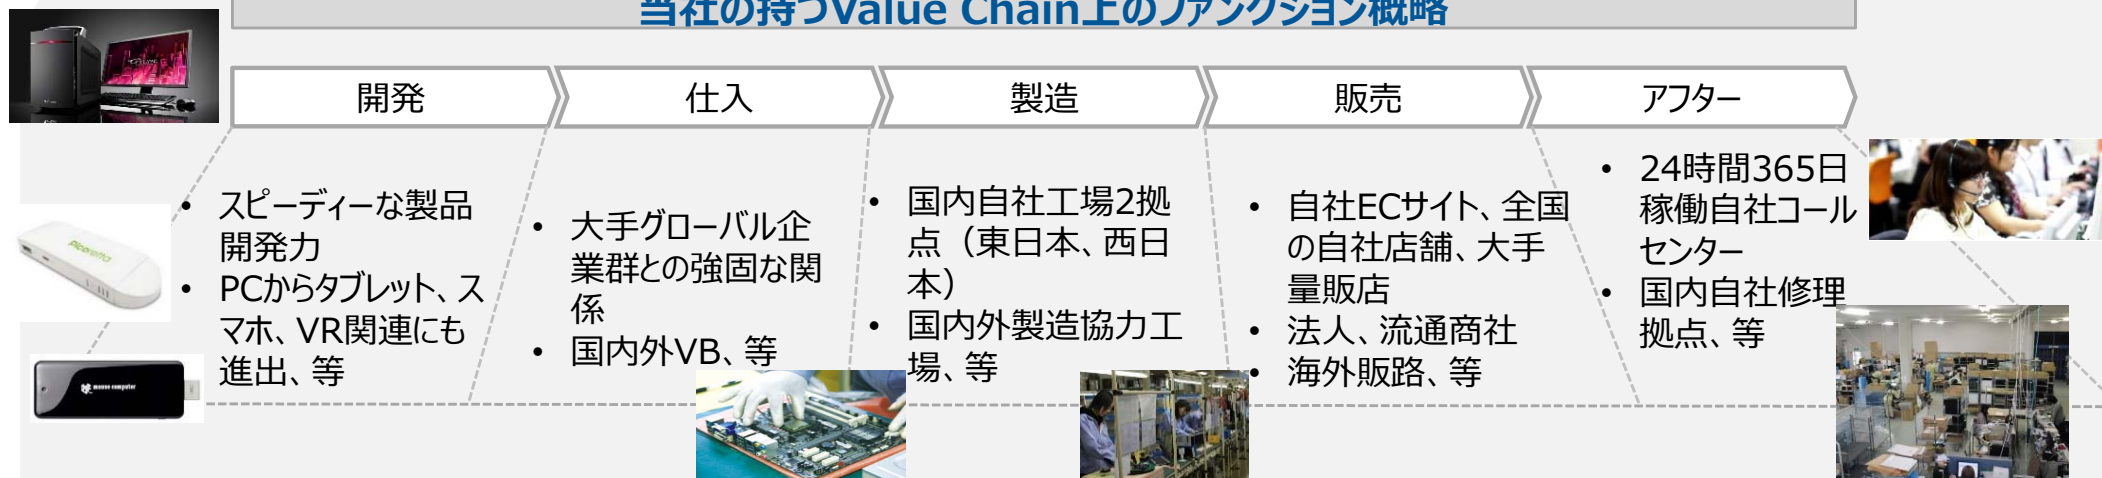 当社の持つValue Chain上のファンクション概略
開発
仕入
製造
販売
アフター
• スピーディーな製品
開発力
• PCからタブレット、ス
マホ、VR関連にも
進出、等
• 大手グローバル企
業群との強固な関
係
• 国内外VB、等
• 国内自社工場2拠
点（東日本、西日
本）
• 国内外製造協力工
場、等
• 自社ECサイト、全国
の自社店舗、大手
量販店
• 法人、流通商社
• 海外販路、等
• 24時間365日
稼働自社コール
センター
• 国内自社修理
拠点、等
Picoretta
mouse computer